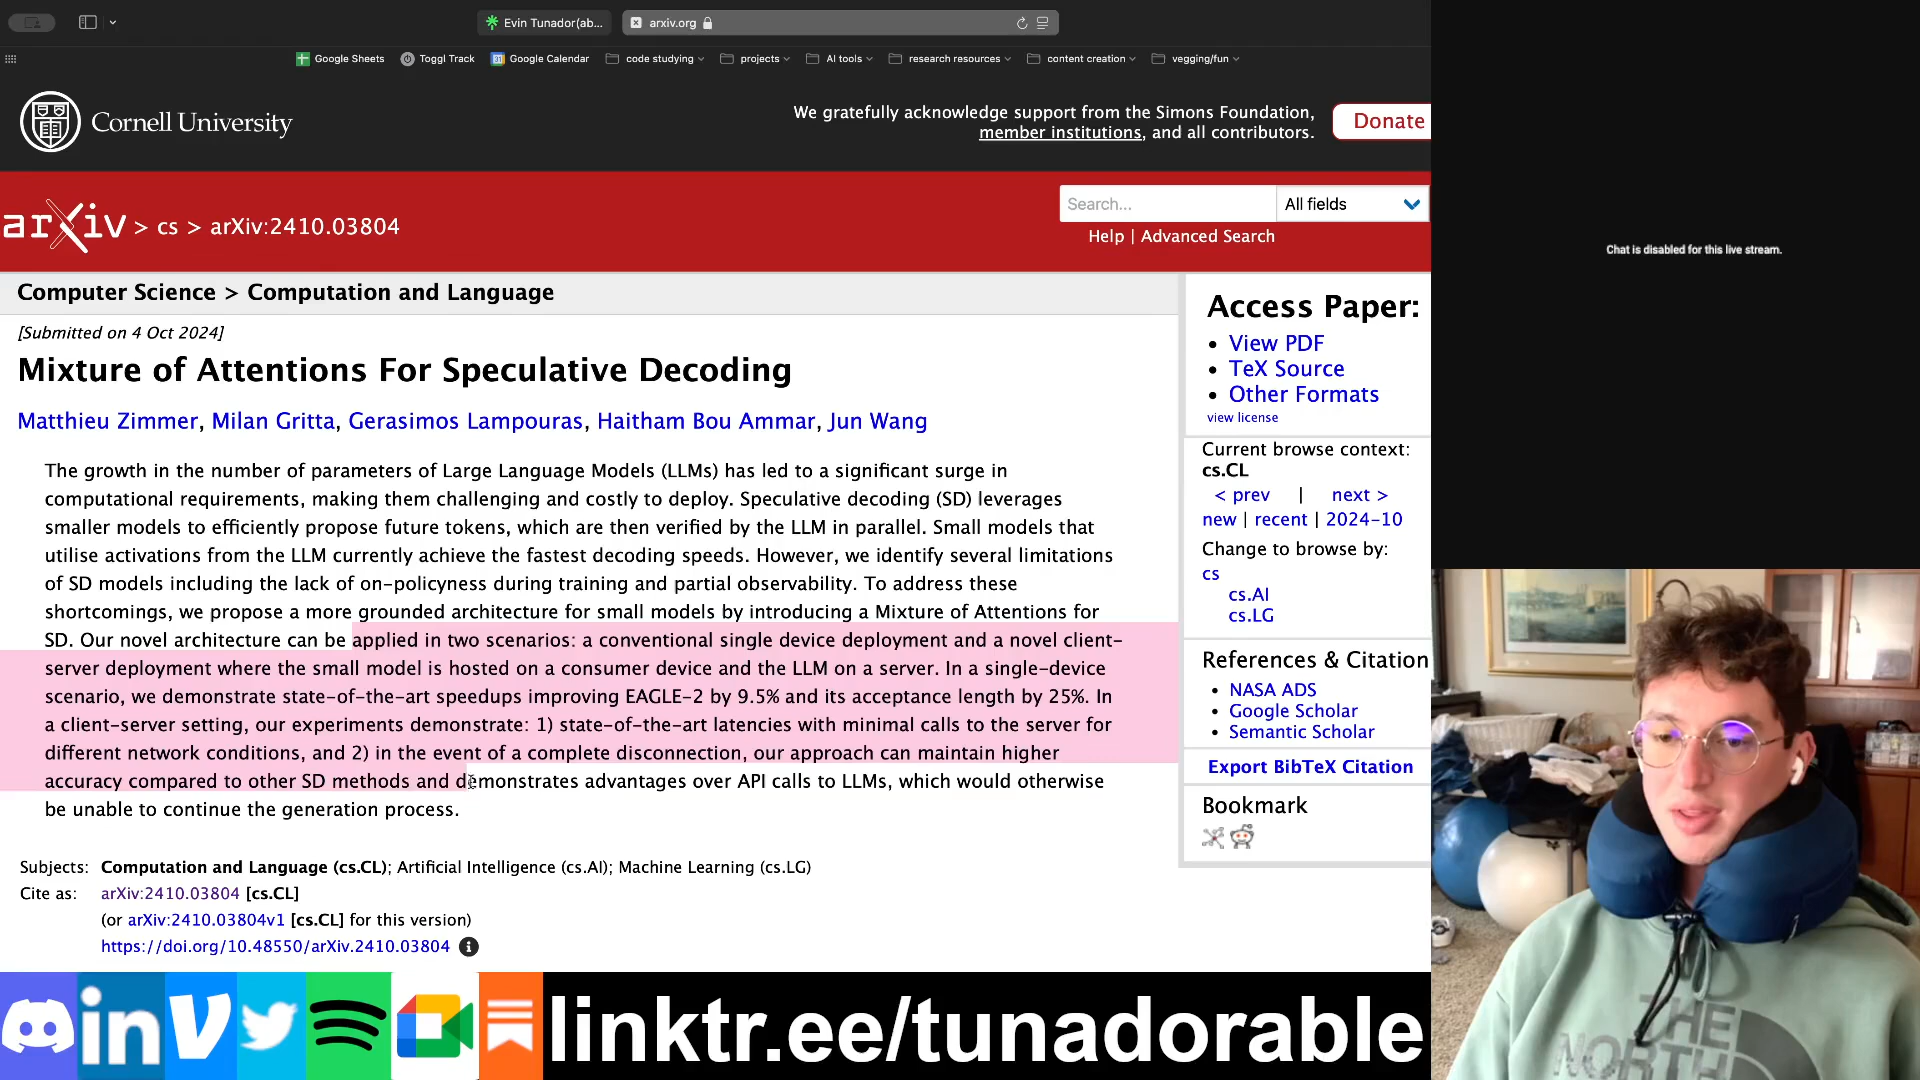 Evin Tunador(ab...
arxiv.org
Google Sheets
Toggl Track
Google Calendar
code studying
projects
AI tools
research resources
content creation
vegging/fun
Cornell University
We gratefully acknowledge support from the Simons Foundation,
member institutions, and all contributors.
Donate
arXiv > cs > arXiv:2410.03804
Search...
All fields
Help | Advanced Search
Computer Science > Computation and Language
[Submitted on 4 Oct 2024]
Mixture of Attentions For Speculative Decoding
Matthieu Zimmer, Milan Gritta, Gerasimos Lampouras, Haitham Bou Ammar, Jun Wang
The growth in the number of parameters of Large Language Models (LLMs) has led to a significant surge in
computational requirements, making them challenging and costly to deploy. Speculative decoding (SD) leverages
smaller models to efficiently propose future tokens, which are then verified by the LLM in parallel. Small models that
utilise activations from the LLM currently achieve the fastest decoding speeds. However, we identify several limitations
of SD models including the lack of on-policyness during training and partial observability. To address these
shortcomings, we propose a more grounded architecture for small models by introducing a Mixture of Attentions for
SD. Our novel architecture can be applied in two scenarios: a conventional single device deployment and a novel client-
server deployment where the small model is hosted on a consumer device and the LLM on a server. In a single-device
scenario, we demonstrate state-of-the-art speedups improving EAGLE-2 by 9.5% and its acceptance length by 25%. In
a client-server setting, our experiments demonstrate: 1) state-of-the-art latencies with minimal calls to the server for
different network conditions, and 2) in the event of a complete disconnection, our approach can maintain higher
accuracy compared to other SD methods and demonstrates advantages over API calls to LLMs, which would otherwise
be unable to continue the generation process.
Subjects: Computation and Language (cs.CL); Artificial Intelligence (cs.AI); Machine Learning (cs.LG)
Cite as: arXiv:2410.03804 [cs.CL]
(or arXiv:2410.03804v1 [cs.CL] for this version)
https://doi.org/10.48550/arXiv.2410.03804
Access Paper:
View PDF
TeX Source
Other Formats
view license
Current browse context:
cs.CL
< prev | next >
new | recent | 2024-10
Change to browse by:
cs
cs.AI
cs.LG
References & Citation
NASA ADS
Google Scholar
Semantic Scholar
Export BibTeX Citation
Bookmark
Chat is disabled for this live stream.
in
linktr.ee/tunadorable
THE
NORTH